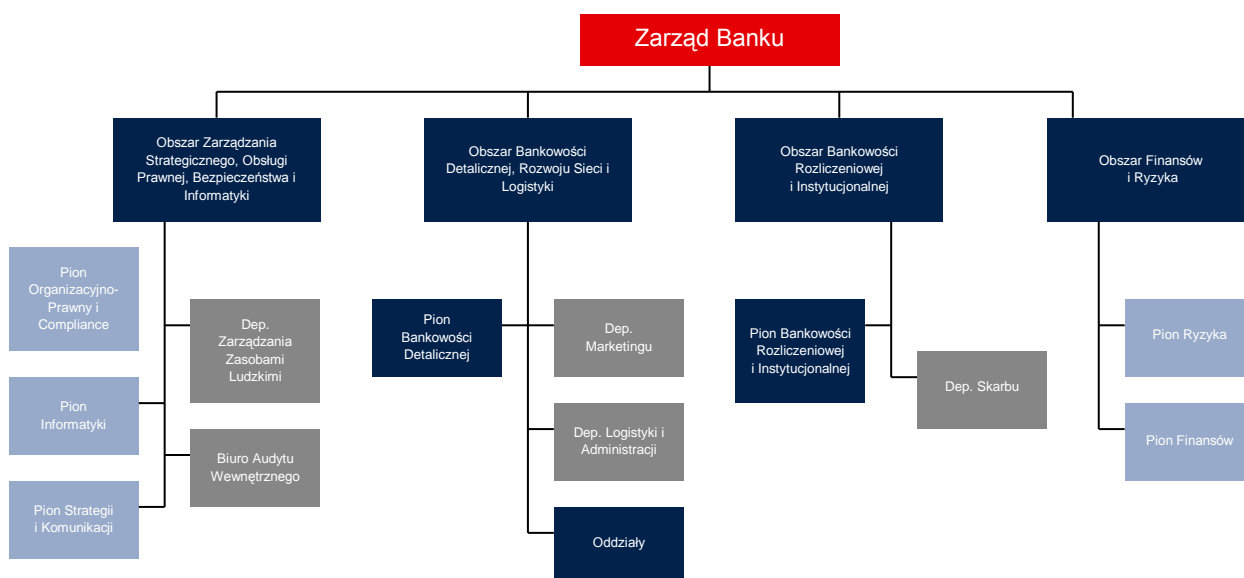 Zarząd Banku
Obszar Zarządzania
Strategicznego, Obsługi
Prawnej, Bezpieczeństwa i
Informatyki
Obszar Bankowości
Detalicznej, Rozwoju Sieci i
Logistyki
Obszar Bankowości
Rozliczeniowej
i Instytucjonalnej
Obszar Finansów
i Ryzyka
Pion
Organizacyjno-
Prawny i
Compliance
Dep.
Zarządzania
Zasobami
Ludzkimi
Pion
Informatyki
Biuro Audytu
Wewnętrznego
Pion Strategii
i Komunikacji
Pion
Bankowości
Detalicznej
Dep.
Marketingu
Dep. Logistyki i
Administracji
Oddziały
Pion Bankowości
Rozliczeniowej
i Instytucjonalnej
Dep. Skarbu
Pion Ryzyka
Pion Finansów